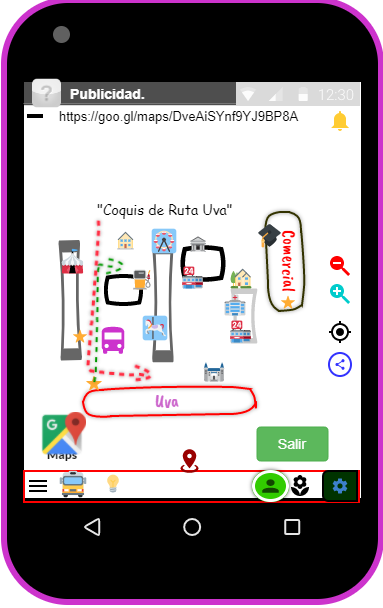 ? Publicidad. 12:30
https://goo.gl/maps/DveAiSYnf9YJ9BP8A
"Coquis de Ruta Uva"
Comercial
24
24
Uva
G
Maps
Salir